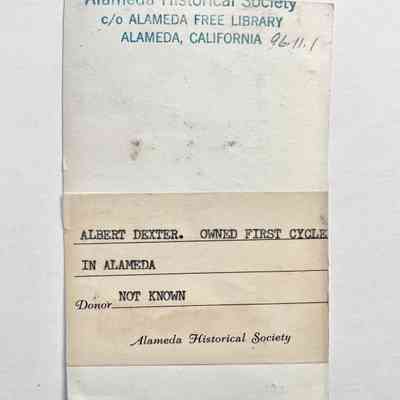 Alameda Historical Society
c/o ALAMEDA FREE LIBRARY
ALAMEDA, CALIFORNIA 96.11.1
ALBERT DEXTER. OWNED FIRST CYCLE
IN ALAMEDA
Donor NOT KNOWN
Alameda Historical Society